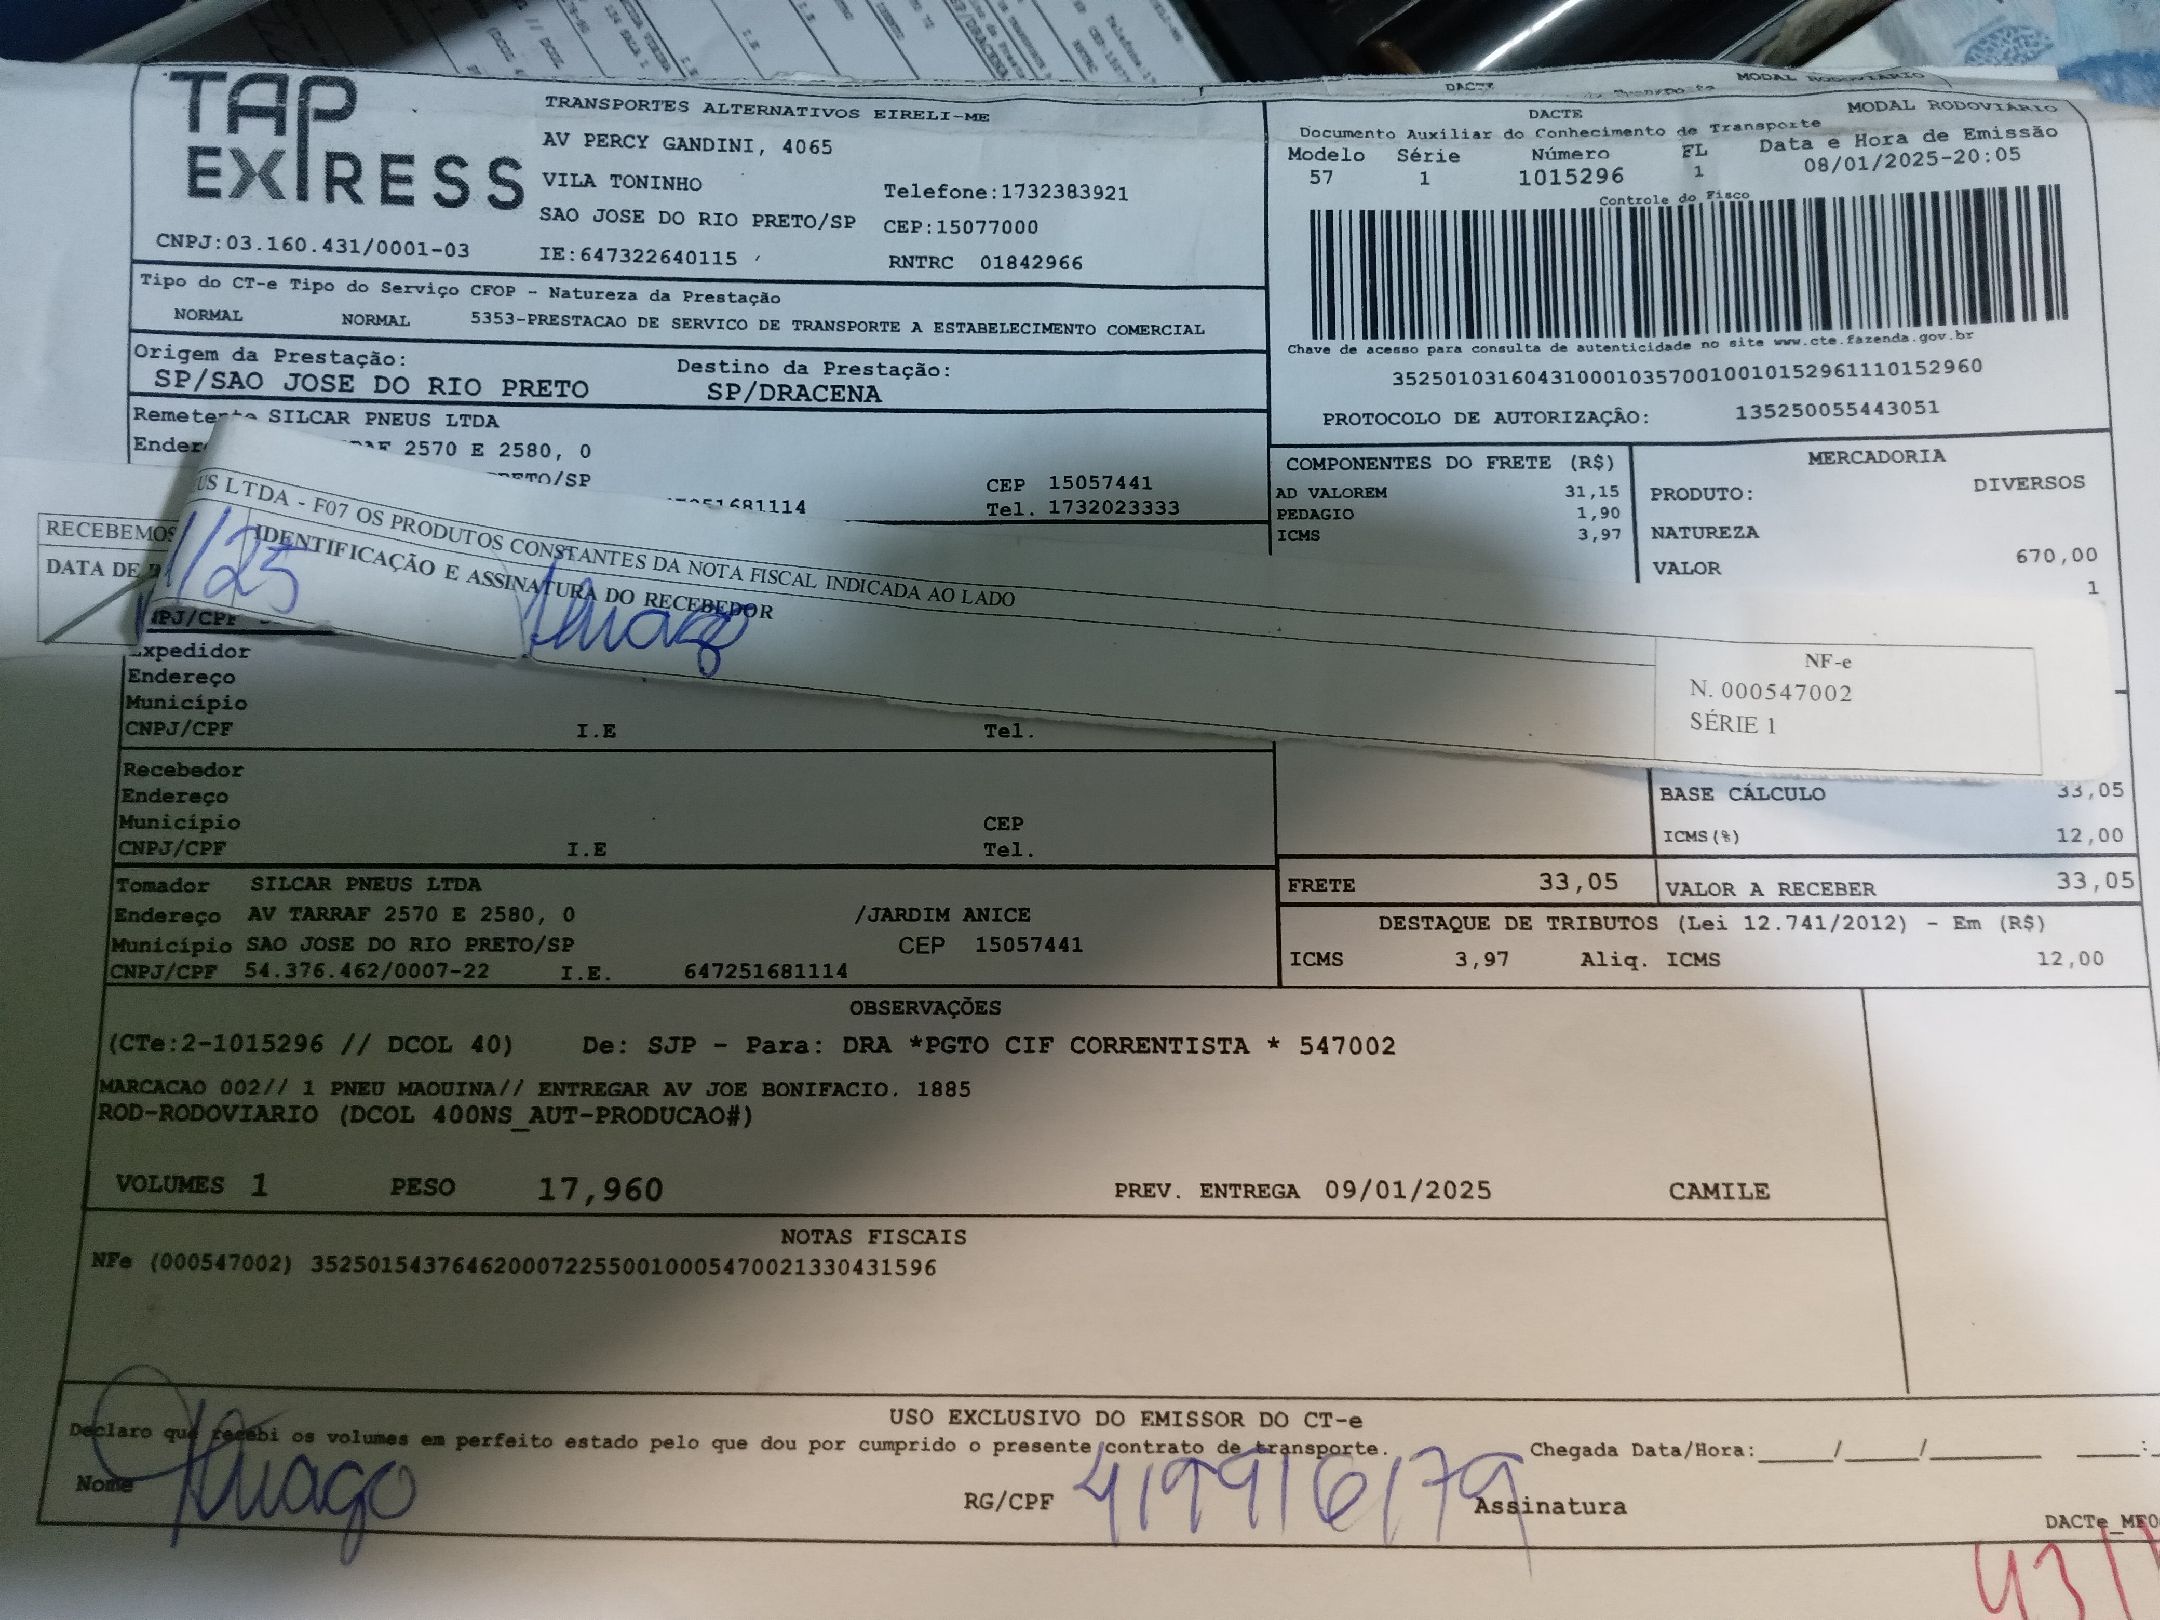 TAP EXPRESS
TRANSPORTES ALTERNATIVOS EIRELI-ME
AV PERCY GANDINI, 4065
VILA TONINHO
Telefone:1732383921
SAO JOSE DO RIO PRETO/SP CEP:15077000
CNPJ:03.160.431/0001-03 IE:647322640115 RNTRC 01842966
DACTE MODAL RODOVIÁRIO
DACTE MODAL RODOVIÁRIO
Documento Auxiliar do Conhecimento de Transporte
Modelo Série Número FL Data e Hora de Emissão
57 1 1015296 1 08/01/2025-20:05
Controle do Fisco
Chave de acesso para consulta de autenticidade no site www.cte.fazenda.gov.br
35250103160431000103570010010152961110152960
PROTOCOLO DE AUTORIZAÇÃO: 135250055443051
Tipo do CT-e Tipo do Serviço CFOP - Natureza da Prestação
NORMAL NORMAL 5353-PRESTACAO DE SERVICO DE TRANSPORTE A ESTABELECIMENTO COMERCIAL
Origem da Prestação: Destino da Prestação:
SP/SAO JOSE DO RIO PRETO SP/DRACENA
SILCAR PNEUS LTDA
2570 E 2580, 0
CEP 15057441
Tel. 1732023333
COMPONENTES DO FRETE (R$)
AD VALOREM 31,15
PEDAGIO 1,90
ICMS 3,97
MERCADORIA
PRODUTO: DIVERSOS
NATUREZA
VALOR 670,00
1
RECEBEMOS
DATA DE
LTDA - F07 OS PRODUTOS CONSTANTES DA NOTA FISCAL INDICADA AO LADO
IDENTIFICAÇÃO E ASSINATURA DO RECEBEDOR
1/25
Thiago
NF-e
N. 000547002
SÉRIE 1
Expedidor
Endereço
Município
CNPJ/CPF I.E Tel.
Recebedor
Endereço
Município CEP
CNPJ/CPF I.E Tel.
BASE CÁLCULO 33,05
ICMS(%) 12,00
FRETE 33,05 VALOR A RECEBER 33,05
Tomador SILCAR PNEUS LTDA
Endereço AV TARRAF 2570 E 2580, 0 /JARDIM ANICE
Município SAO JOSE DO RIO PRETO/SP CEP 15057441
CNPJ/CPF 54.376.462/0007-22 I.E. 647251681114
DESTAQUE DE TRIBUTOS (Lei 12.741/2012) - Em (R$)
ICMS 3,97 Aliq. ICMS 12,00
OBSERVAÇÕES
(CTe:2-1015296 // DCOL 40) De: SJP - Para: DRA *PGTO CIF CORRENTISTA * 547002
MARCACAO 002// 1 PNEU MAQUINA// ENTREGAR AV JOE BONIFACIO. 1885
ROD-RODOVIARIO (DCOL 400NS_AUT-PRODUCAO#)
VOLUMES 1 PESO 17,960 PREV. ENTREGA 09/01/2025 CAMILE
NOTAS FISCAIS
NFe (000547002) 35250154376462000722550010005470021330431596
USO EXCLUSIVO DO EMISSOR DO CT-e
Declaro que recebi os volumes em perfeito estado pelo que dou por cumprido o presente contrato de transporte. Chegada Data/Hora:____/____/______ ____:
Nome Thiago RG/CPF Assinatura